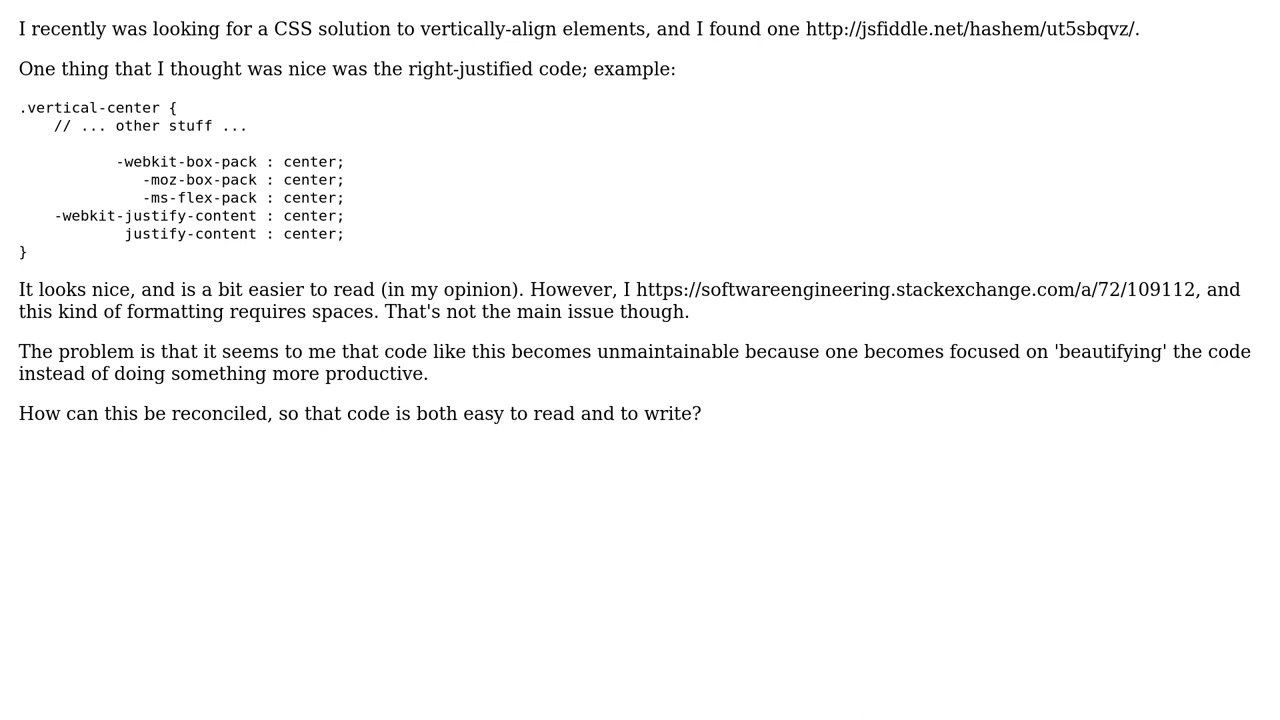 I recently was looking for a CSS solution to vertically-align elements, and I found one http://jsfiddle.net/hashem/ut5sbqvz/.
One thing that I thought was nice was the right-justified code; example:
.vertical-center {
    // ... other stuff ...

           -webkit-box-pack : center;
              -moz-box-pack : center;
              -ms-flex-pack : center;
    -webkit-justify-content : center;
            justify-content : center;
}
It looks nice, and is a bit easier to read (in my opinion). However, I https://softwareengineering.stackexchange.com/a/72/109112, and
this kind of formatting requires spaces. That's not the main issue though.
The problem is that it seems to me that code like this becomes unmaintainable because one becomes focused on 'beautifying' the code
instead of doing something more productive.
How can this be reconciled, so that code is both easy to read and to write?